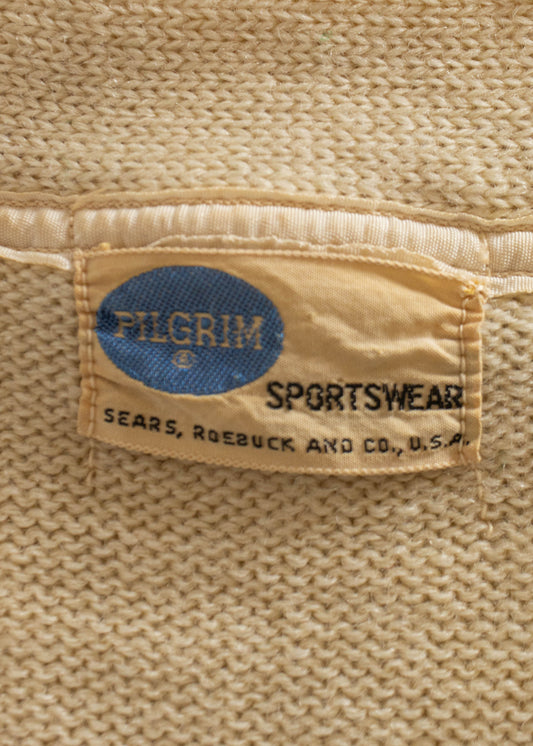 PILGRIM
®
SPORTSWEAR
SEARS, ROEBUCK AND CO., U.S.A.